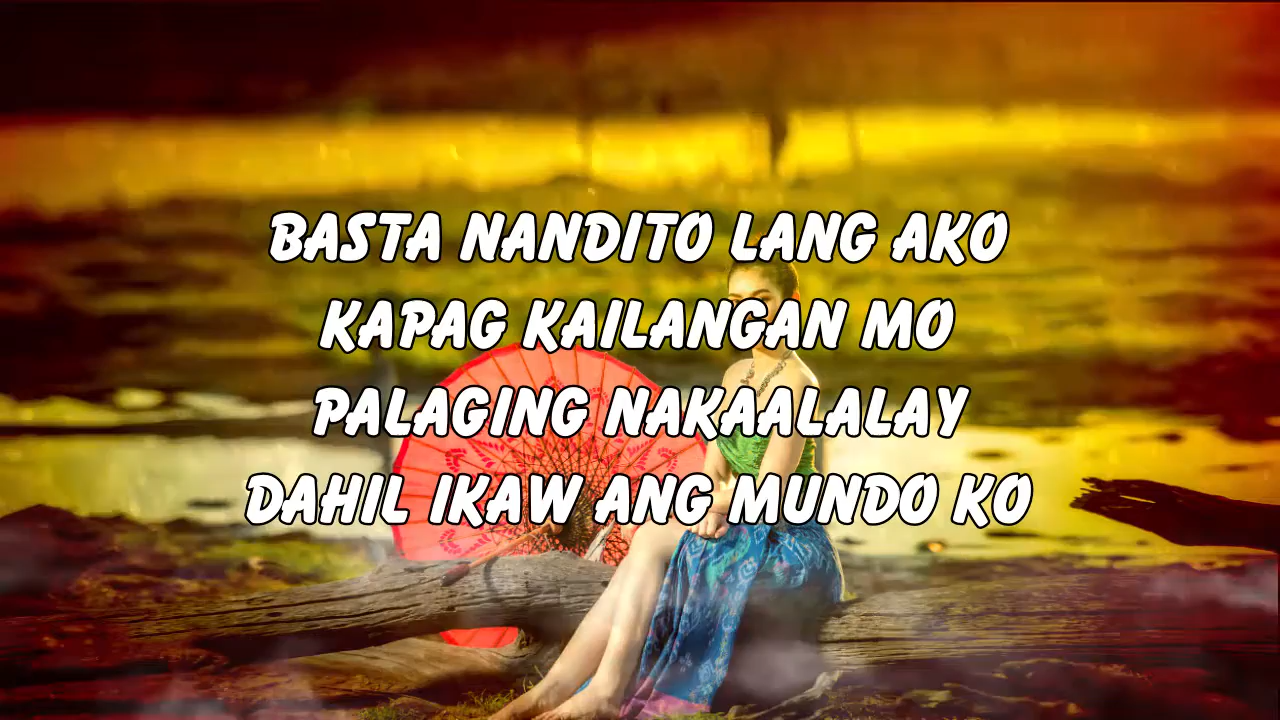 BASTA NANDITO LANG AKO
KAPAG KAILANGAN MO
PALAGING NAKAALALAY
DAHIL IKAW ANG MUNDO KO